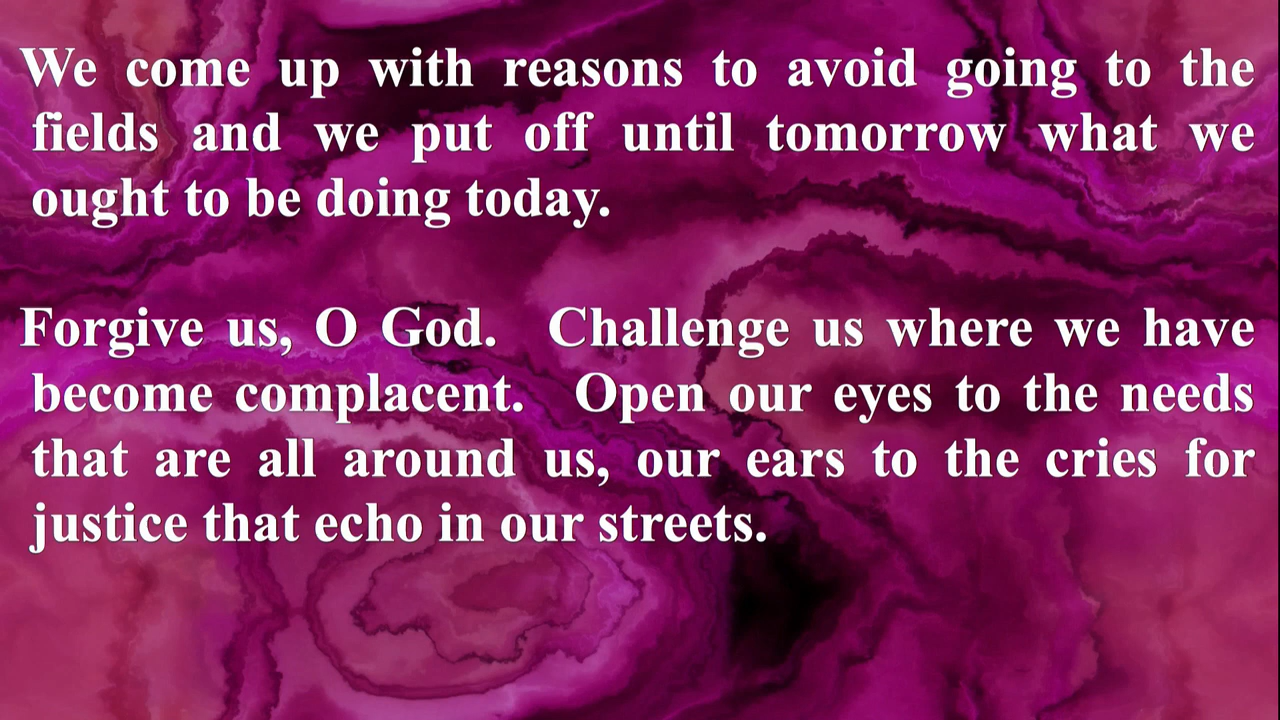 We come up with reasons to avoid going to the
fields and we put off until tomorrow what we
ought to be doing today.
Forgive us, O God.  Challenge us where we have
become complacent.  Open our eyes to the needs
that are all around us, our ears to the cries for
justice that echo in our streets.